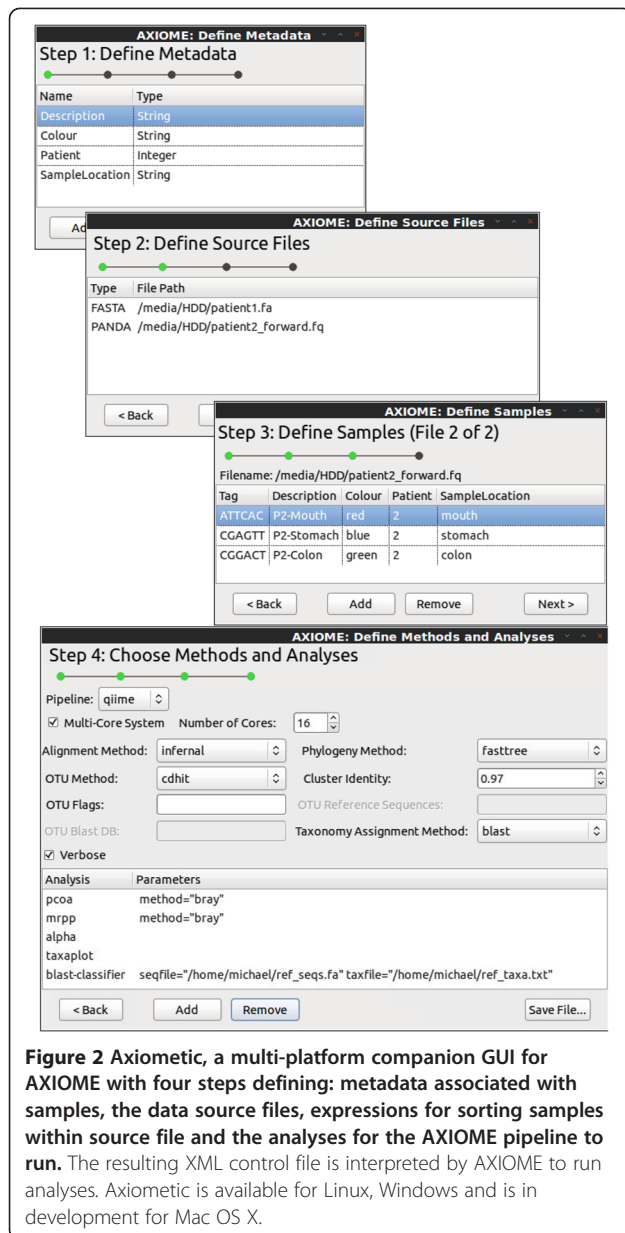 AXIOME: Define Metadata
Step 1: Define Metadata
Name Type
Description String
Colour String
Patient Integer
SampleLocation String
Ad
AXIOME: Define Source Files
Step 2: Define Source Files
Type File Path
FASTA /media/HDD/patient1.fa
PANDA /media/HDD/patient2_forward.fq
< Back
AXIOME: Define Samples
Step 3: Define Samples (File 2 of 2)
Filename: /media/HDD/patient2_forward.fq
Tag Description Colour Patient SampleLocation
ATTCAC P2-Mouth red 2 mouth
CGAGTT P2-Stomach blue 2 stomach
CGGACT P2-Colon green 2 colon
< Back Add Remove Next >
AXIOME: Define Methods and Analyses
Step 4: Choose Methods and Analyses
Pipeline: qiime
Multi-Core System Number of Cores: 16
Alignment Method: infernal Phylogeny Method: fasttree
OTU Method: cdhit Cluster Identity: 0.97
OTU Flags: OTU Reference Sequences:
OTU Blast DB: Taxonomy Assignment Method: blast
Verbose
Analysis Parameters
pcoa method="bray"
mrpp method="bray"
alpha
taxaplot
blast-classifier seqfile="/home/michael/ref_seqs.fa" taxfile="/home/michael/ref_taxa.txt"
< Back Add Remove Save File...
Figure 2 Axiometic, a multi-platform companion GUI for
AXIOME with four steps defining: metadata associated with
samples, the data source files, expressions for sorting samples
within source file and the analyses for the AXIOME pipeline to
run. The resulting XML control file is interpreted by AXIOME to run
analyses. Axiometic is available for Linux, Windows and is in
development for Mac OS X.